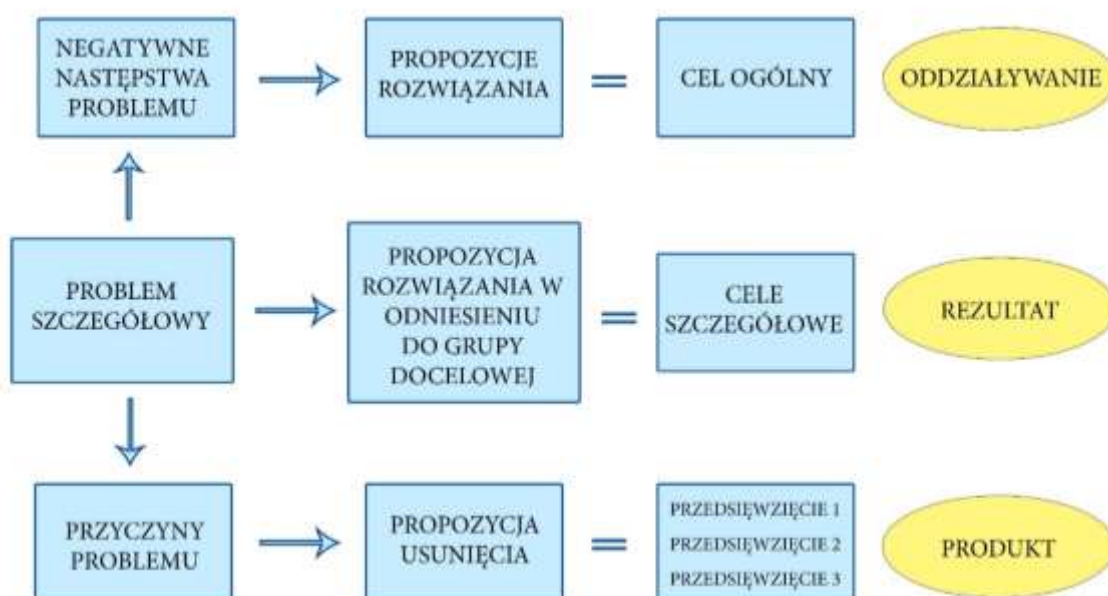 NEGATYWNE
NASTĘPSTWA
PROBLEMU
PROPOZYCJE
ROZWIĄZANIA
CEL OGÓLNY
ODDZIAŁYWANIE
PROBLEM
SZCZEGÓŁOWY
PROPOZYCJA
ROZWIĄZANIA W
ODNIESIENIU
DO GRUPY
DOCELOWEJ
CELE
SZCZEGÓŁOWE
REZULTAT
PRZYCZYNY
PROBLEMU
PROPOZYCJA
USUNIĘCIA
PRZEDSIĘWZIĘCIE 1
PRZEDSIĘWZIĘCIE 2
PRZEDSIĘWZIĘCIE 3
PRODUKT